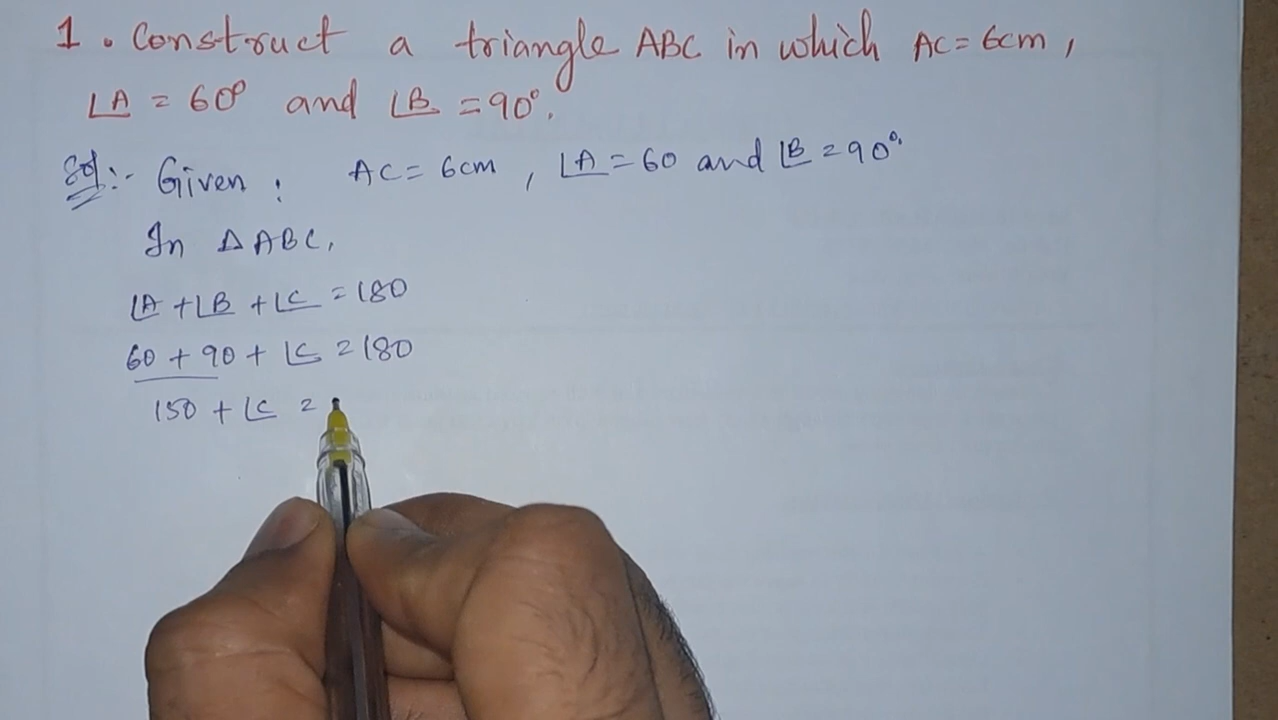 1. Construct a triangle ABC in which AC = 6cm,
∠A = 60° and ∠B = 90°.
Sol:- Given : AC = 6cm, ∠A = 60 and ∠B = 90°.
In △ABC,
∠A + ∠B + ∠C = 180
60 + 90 + ∠C = 180
150 + ∠C =